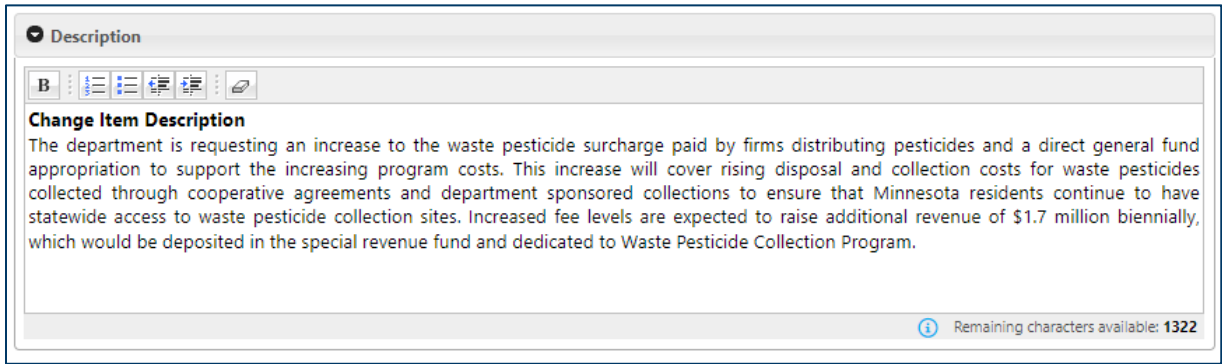 Description
B
Change Item Description
The department is requesting an increase to the waste pesticide surcharge paid by firms distributing pesticides and a direct general fund
appropriation to support the increasing program costs. This increase will cover rising disposal and collection costs for waste pesticides
collected through cooperative agreements and department sponsored collections to ensure that Minnesota residents continue to have
statewide access to waste pesticide collection sites. Increased fee levels are expected to raise additional revenue of $1.7 million biennially,
which would be deposited in the special revenue fund and dedicated to Waste Pesticide Collection Program.
Remaining characters available: 1322